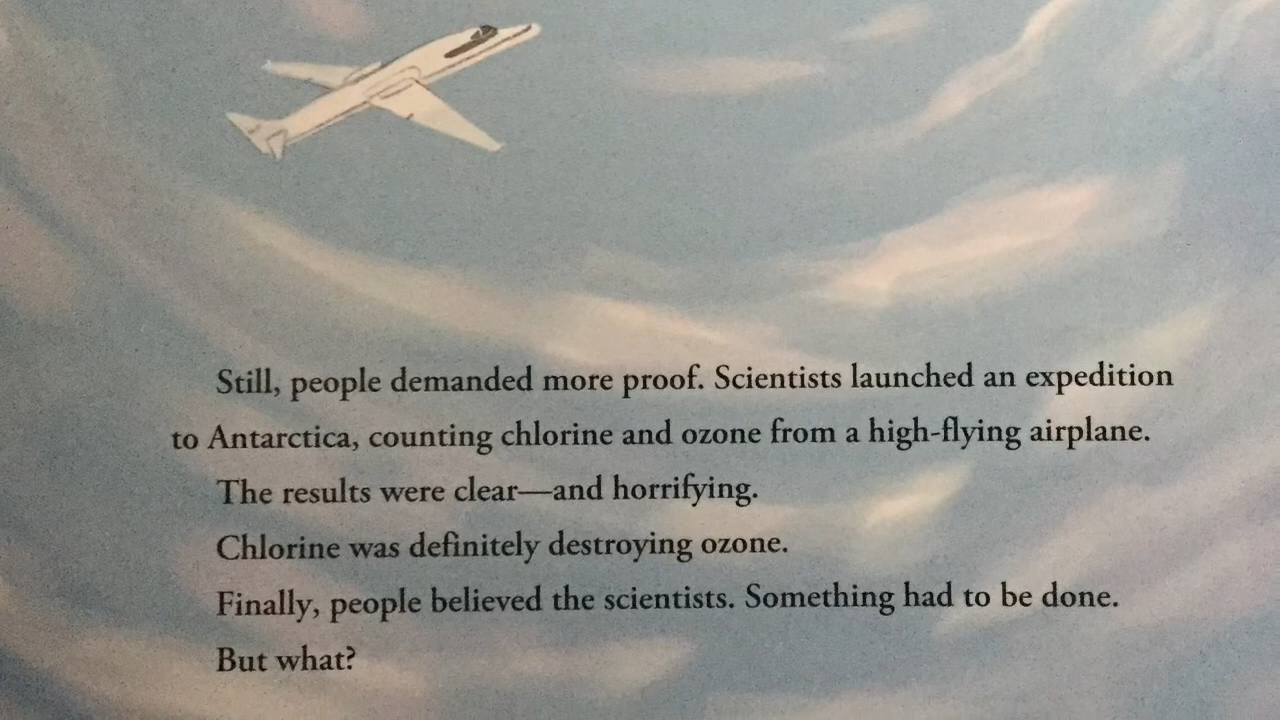 Still, people demanded more proof. Scientists launched an expedition
to Antarctica, counting chlorine and ozone from a high-flying airplane.
The results were clear—and horrifying.
Chlorine was definitely destroying ozone.
Finally, people believed the scientists. Something had to be done.
But what?